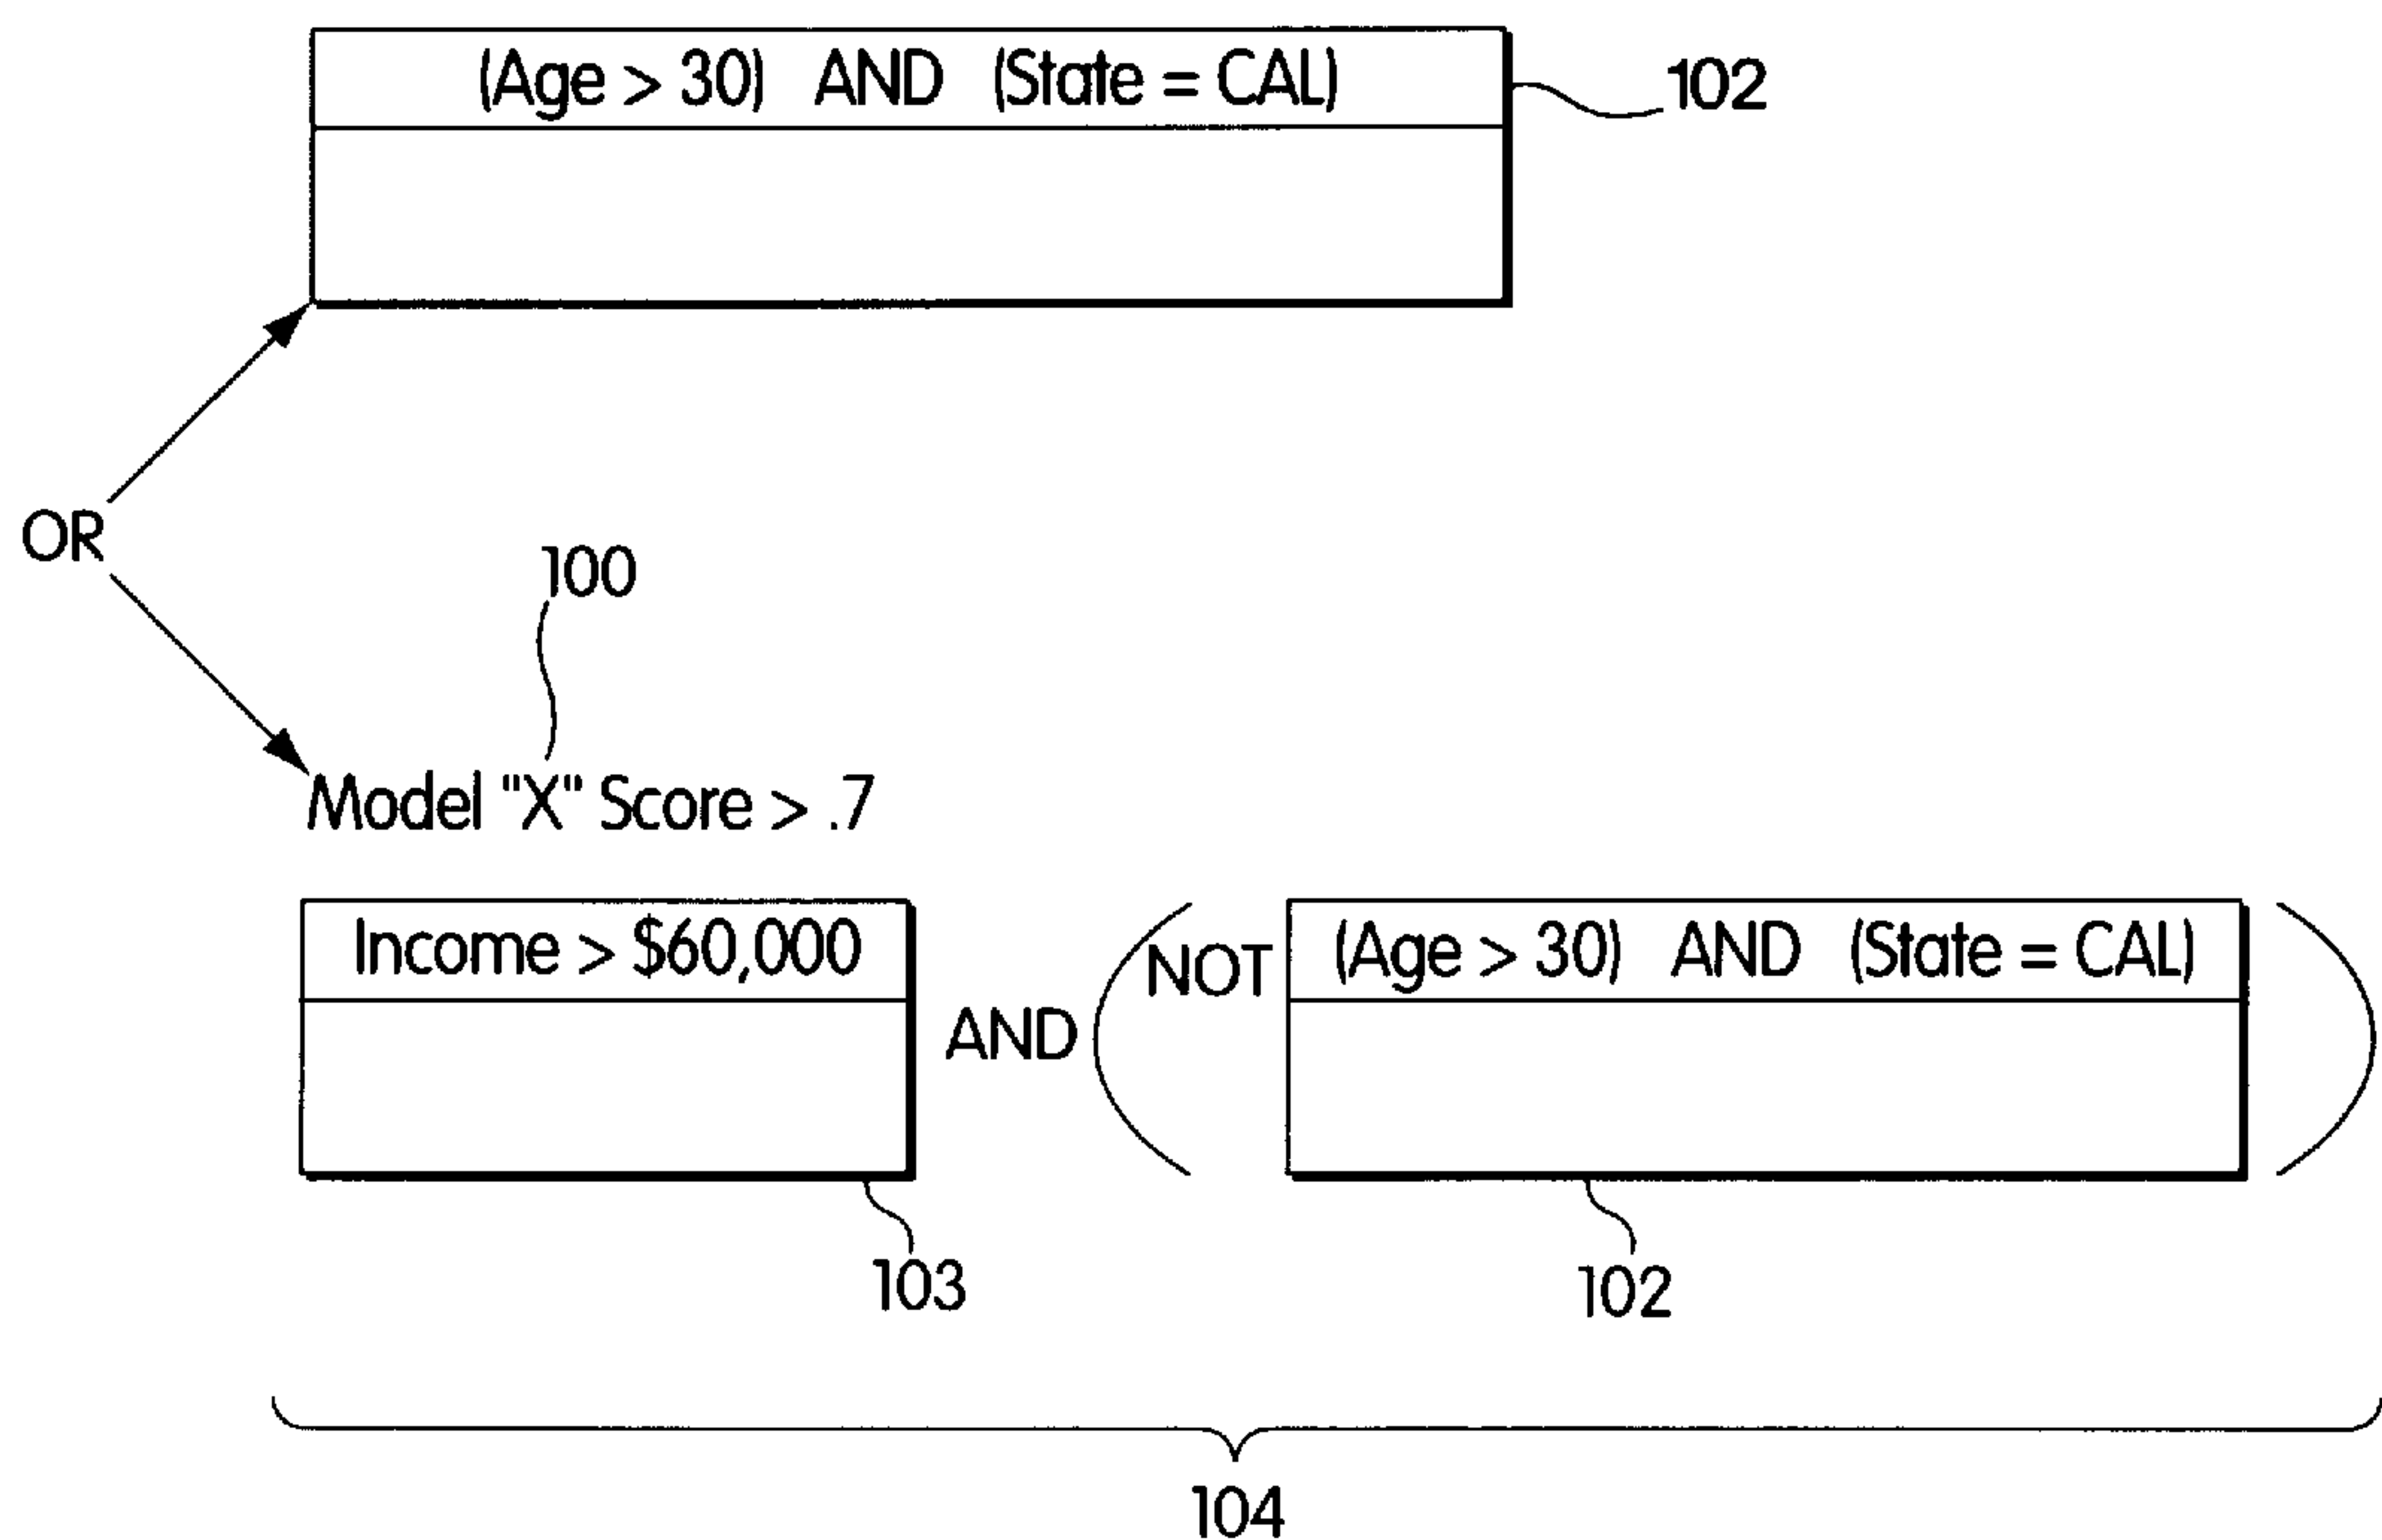 (Age > 30) AND (State = CAL)
102
OR
100
Model "X" Score > .7
Income > $60,000
AND
NOT
(Age > 30) AND (State = CAL)
103
102
104